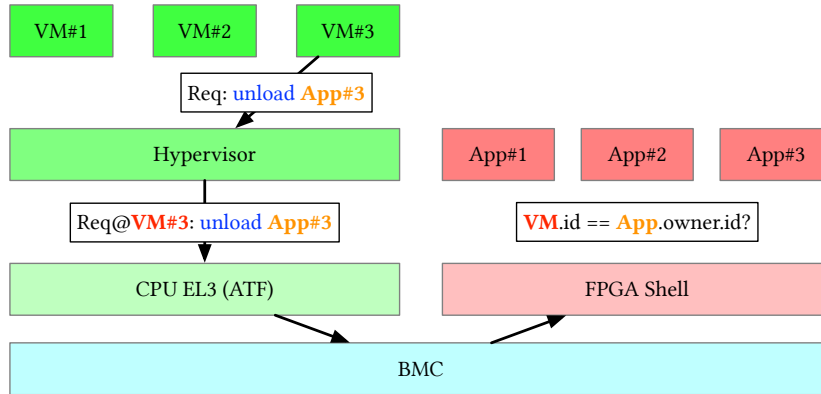 VM#1
VM#2
VM#3
Req: unload App#3
Hypervisor
App#1
App#2
App#3
Req@VM#3: unload App#3
VM.id == App.owner.id?
CPU EL3 (ATF)
FPGA Shell
BMC